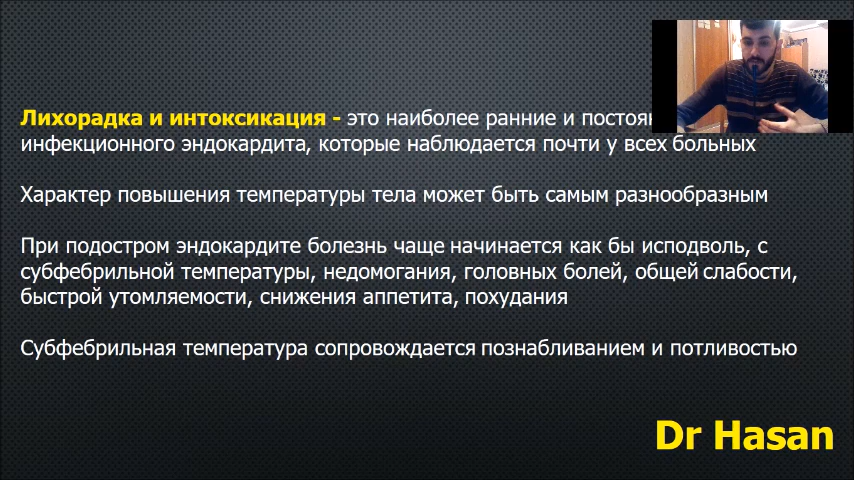 Лихорадка и интоксикация - это наиболее ранние и
инфекционного эндокардита, которые наблюдается почти у всех больных
Характер повышения температуры тела может быть самым разнообразным
При подостром эндокардите болезнь чаще начинается как бы исподволь, с
субфебрильной температуры, недомогания, головных болей, общей слабости,
быстрой утомляемости, снижения аппетита, похудания
Субфебрильная температура сопровождается познабливанием и потливостью
Dr Hasan